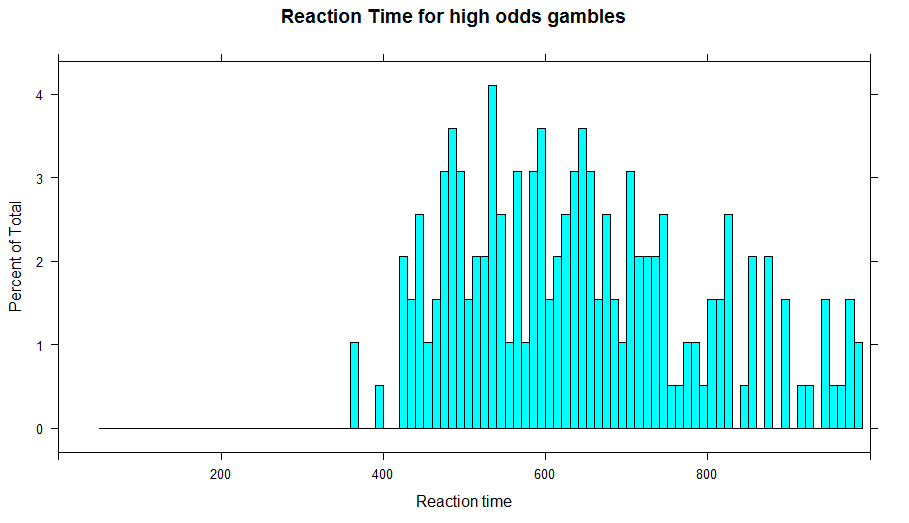 Reaction Time for high odds gambles
Percent of Total
4
3
2
1
0
200 400 600 800
Reaction time